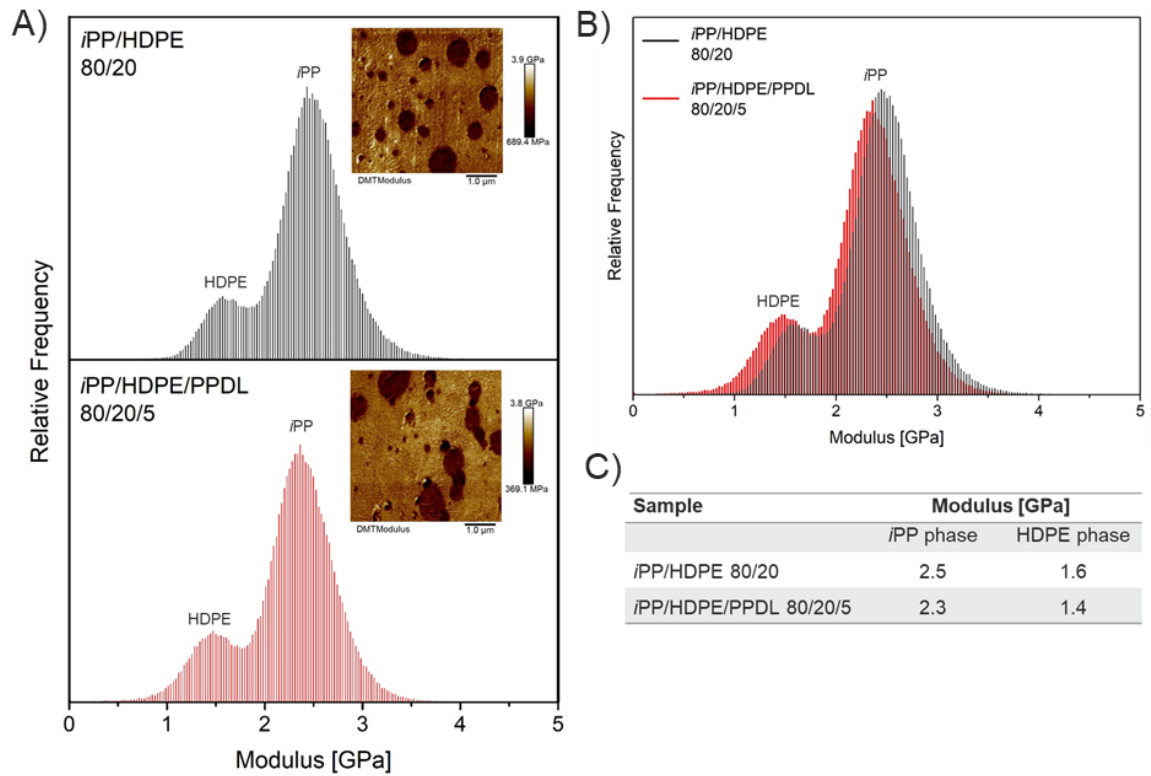 A)
iPP/HDPE
80/20
iPP
HDPE
3.9 GPa
689.4 MPa
DMTModulus
1.0 µm
iPP/HDPE/PPDL
80/20/5
iPP
HDPE
3.8 GPa
369.1 MPa
DMTModulus
1.0 µm
Relative Frequency
0 1 2 3 4 5
Modulus [GPa]
B)
iPP/HDPE
80/20
iPP/HDPE/PPDL
80/20/5
iPP
HDPE
Relative Frequency
0 1 2 3 4 5
Modulus [GPa]
C)
Sample Modulus [GPa]
iPP phase HDPE phase
iPP/HDPE 80/20 2.5 1.6
iPP/HDPE/PPDL 80/20/5 2.3 1.4